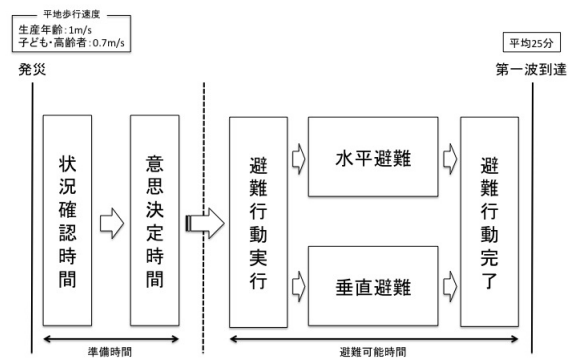 平地歩行速度
生産年齢：1m/s
子ども・高齢者：0.7m/s
平均25分
発災
第一波到達
状況確認時間
意思決定時間
避難行動実行
水平避難
垂直避難
避難行動完了
準備時間
避難可能時間